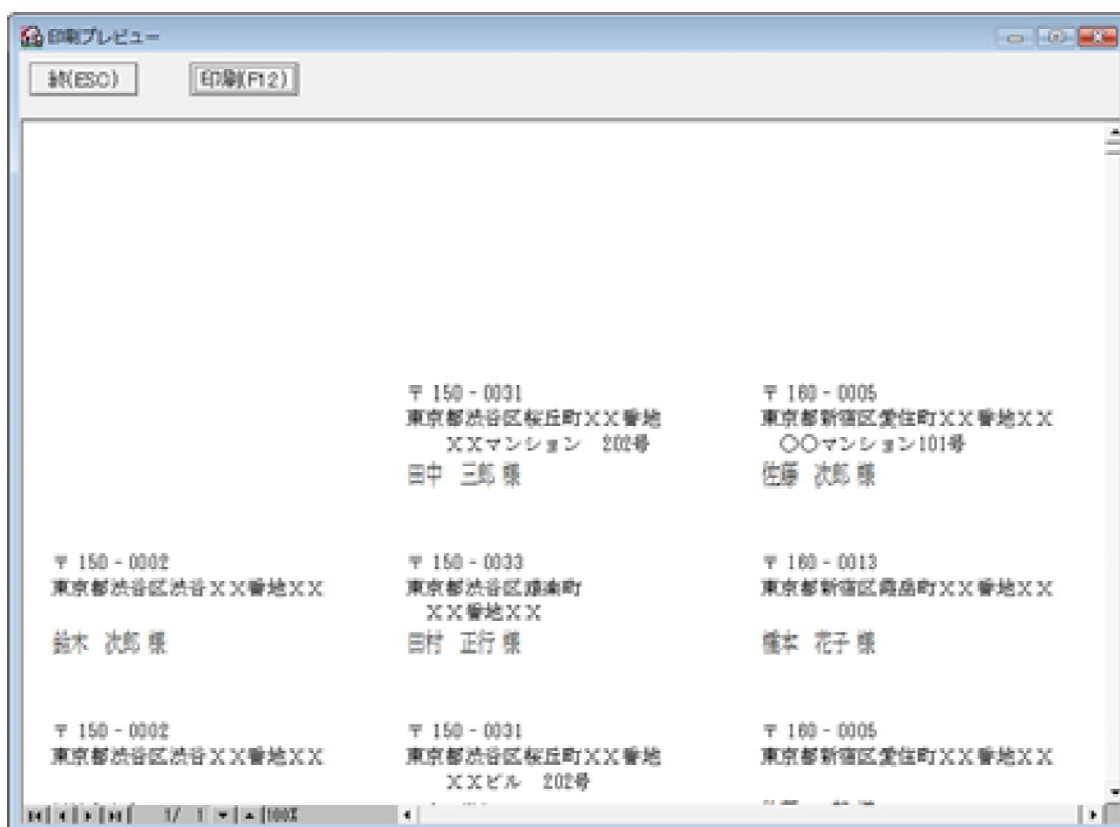 印刷プレビュー
終(ESC)
印刷(F12)
〒 150 - 0031
東京都渋谷区桜丘町XX番地
XXマンション 202号
田中 三郎 様
〒 160 - 0005
東京都新宿区愛住町XX番地XX
〇〇マンション101号
佐藤 次郎 様
〒 150 - 0002
東京都渋谷区渋谷XX番地XX
鈴木 次郎 様
〒 150 - 0033
東京都渋谷区猿楽町
XX番地XX
田村 正行 様
〒 160 - 0013
東京都新宿区霞岳町XX番地XX
橋本 花子 様
〒 150 - 0002
東京都渋谷区渋谷XX番地XX
〒 150 - 0031
東京都渋谷区桜丘町XX番地
XXビル 202号
〒 160 - 0005
東京都新宿区愛住町XX番地XX
1/ 1
100%